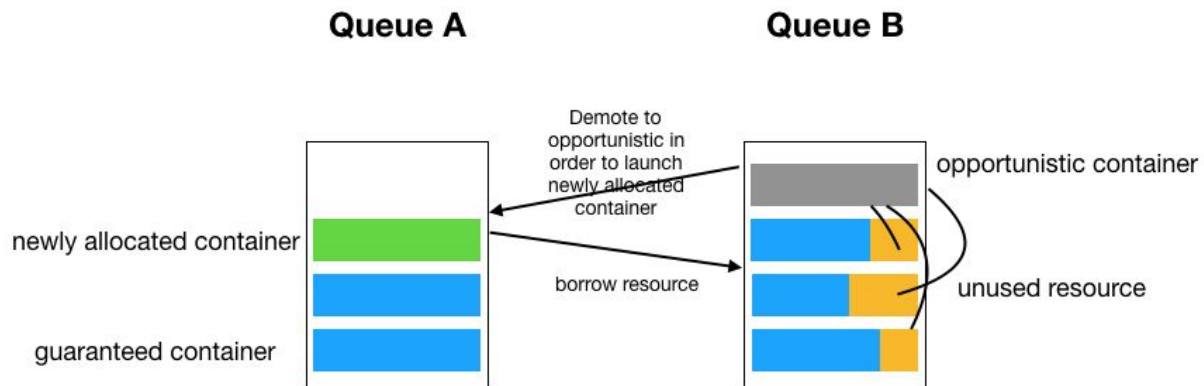 Queue A
Queue B
Demote to
opportunistic in
order to launch
newly allocated
container
opportunistic container
newly allocated container
borrow resource
unused resource
guaranteed container